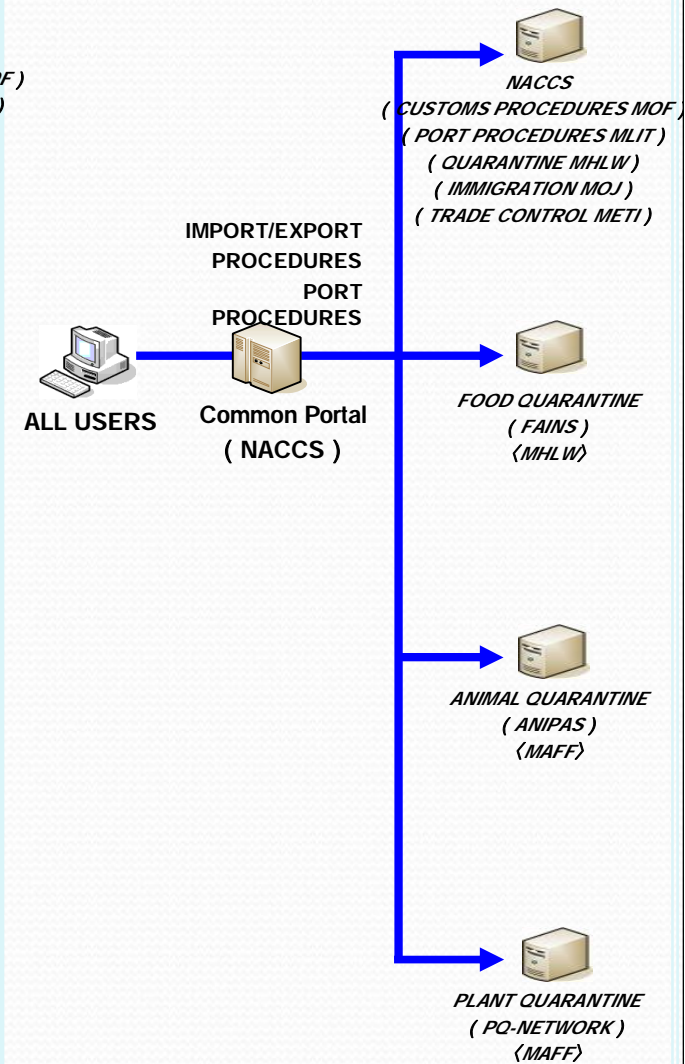 F )
)
NACCS
( CUSTOMS PROCEDURES MOF )
( PORT PROCEDURES MLIT )
( QUARANTINE MHLW )
( IMMIGRATION MOJ )
( TRADE CONTROL METI )
IMPORT/EXPORT
PROCEDURES
PORT
PROCEDURES
ALL USERS
Common Portal
( NACCS )
FOOD QUARANTINE
( FAINS )
〈MHLW〉
ANIMAL QUARANTINE
( ANIPAS )
〈MAFF〉
PLANT QUARANTINE
( PQ-NETWORK )
〈MAFF〉